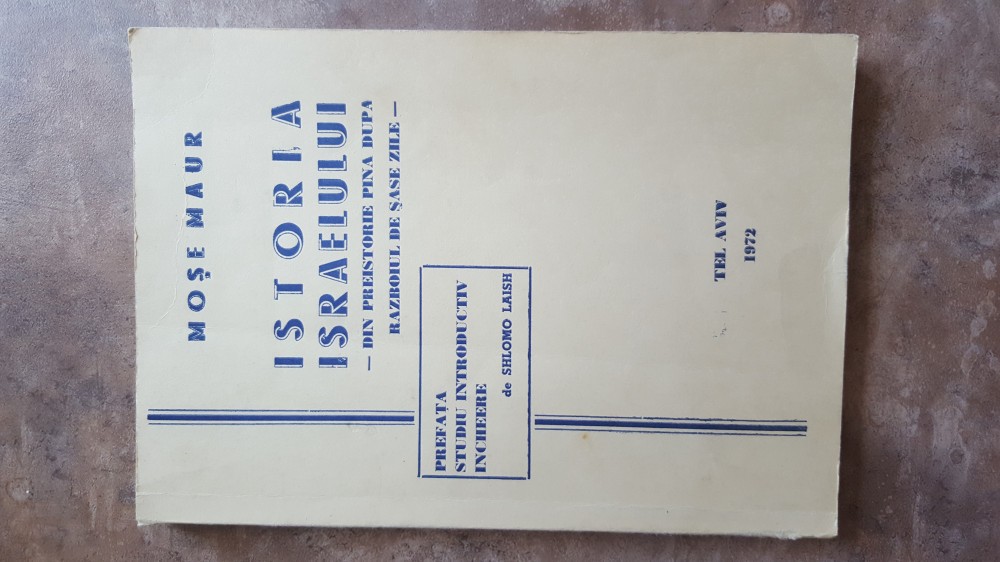 MOȘE MAUR
ISTORIA
ISRAELULUI
— DIN PREISTORIE PINA DUPA
RAZBOIUL DE ȘASE ZILE —
PREFATA
STUDIU INTRODUCTIV
INCHEERE
de SHLOMO LAISH
TEL AVIV
1972